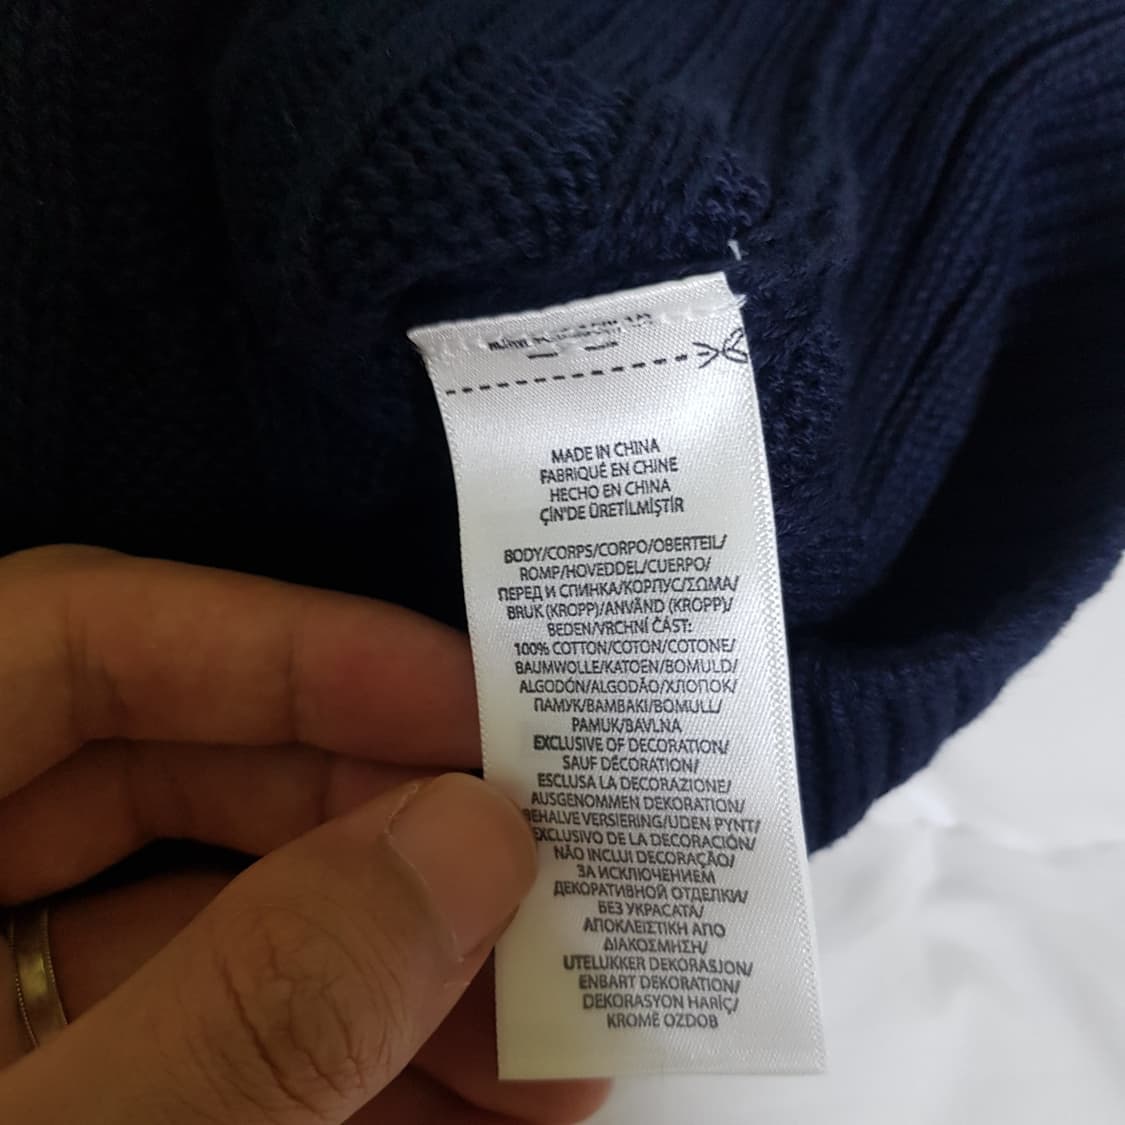 MADE IN CHINA
FABRIQUÉ EN CHINE
HECHO EN CHINA
ÇİN'DE ÜRETİLMİŞTİR
BODY/CORPS/CORPO/OBERTEIL/
ROMP/HOVEDDEL/CUERPO/
ПЕРЕД И СПИНКА/КОРПУС/ΣΩΜΑ/
BRUK (KROPP)/ANVÄND (KROPP)/
BEDEN/VRCHNÍ ČÁST:
100% COTTON/COTON/COTONE/
BAUMWOLLE/KATOEN/BOMULD/
ALGODÓN/ALGODÃO/ХЛОПОК/
ПАМУК/ΒΑΜΒΑΚΙ/BOMULL/
PAMUK/BAVLNA
EXCLUSIVE OF DECORATION/
SAUF DÉCORATION/
ESCLUSA LA DECORAZIONE/
AUSGENOMMEN DEKORATION/
BEHALVE VERSIERING/UDEN PYNT/
EXCLUSIVO DE LA DECORACIÓN/
NÃO INCLUI DECORAÇÃO/
ЗА ИСКЛЮЧЕНИЕМ
ДЕКОРАТИВНОЙ ОТДЕЛКИ/
БЕЗ УКРАСАТА/
ΑΠΟΚΛΕΙΣΤΙΚΗ ΑΠΟ
ΔΙΑΚΟΣΜΗΣΗ/
UTELUKKER DEKORASJON/
ENBART DEKORATION/
DEKORASYON HARİÇ/
KROMĚ OZDOB